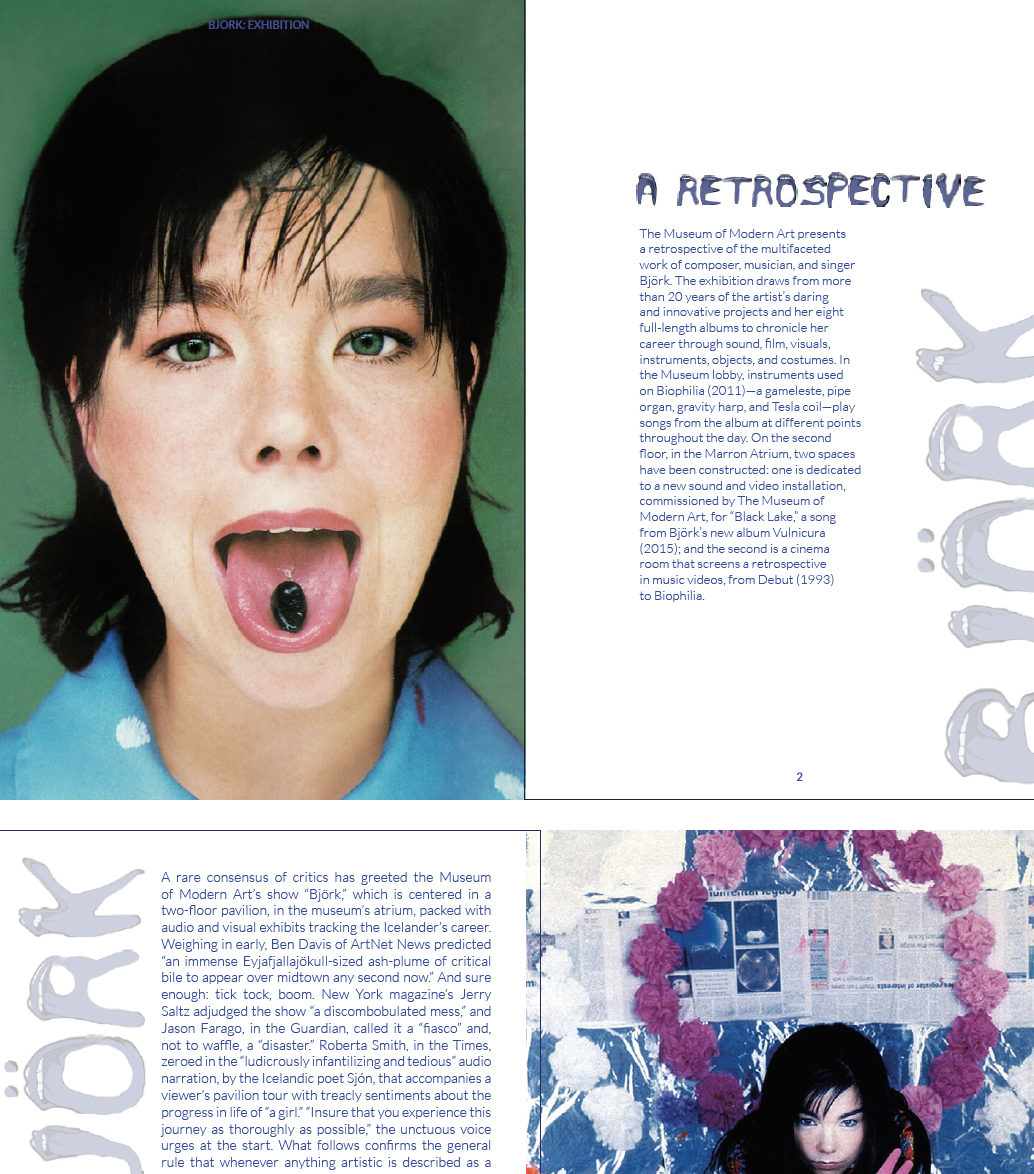 BJORK: EXHIBITION
A RETROSPECTIVE
The Museum of Modern Art presents
a retrospective of the multifaceted
work of composer, musician, and singer
Björk. The exhibition draws from more
than 20 years of the artist's daring
and innovative projects and her eight
full-length albums to chronicle her
career through sound, film, visuals,
instruments, objects, and costumes. In
the Museum lobby, instruments used
on Biophilia (2011)—a gameleste, pipe
organ, gravity harp, and Tesla coil—play
songs from the album at different points
throughout the day. On the second
floor, in the Marron Atrium, two spaces
have been constructed: one is dedicated
to a new sound and video installation,
commissioned by The Museum of
Modern Art, for “Black Lake,” a song
from Björk's new album Vulnicura
(2015); and the second is a cinema
room that screens a retrospective
in music videos, from Debut (1993)
to Biophilia.
BJÖRK
2
JÖRK
A rare consensus of critics has greeted the Museum
of Modern Art's show “Björk,” which is centered in a
two-floor pavilion, in the museum's atrium, packed with
audio and visual exhibits tracking the Icelander's career.
Weighing in early, Ben Davis of ArtNet News predicted
“an immense Eyjafjallajökull-sized ash-plume of critical
bile to appear over midtown any second now.” And sure
enough: tick tock, boom. New York magazine's Jerry
Saltz adjudged the show “a discombobulated mess,” and
Jason Farago, in the Guardian, called it a “fiasco” and,
not to waffle, a “disaster.” Roberta Smith, in the Times,
zeroed in the “ludicrously infantilizing and tedious” audio
narration, by the Icelandic poet Sjón, that accompanies a
viewer's pavilion tour with treacly sentiments about the
progress in life of “a girl.” “Insure that you experience this
journey as thoroughly as possible,” the unctuous voice
urges at the start. What follows confirms the general
rule that whenever anything artistic is described as a